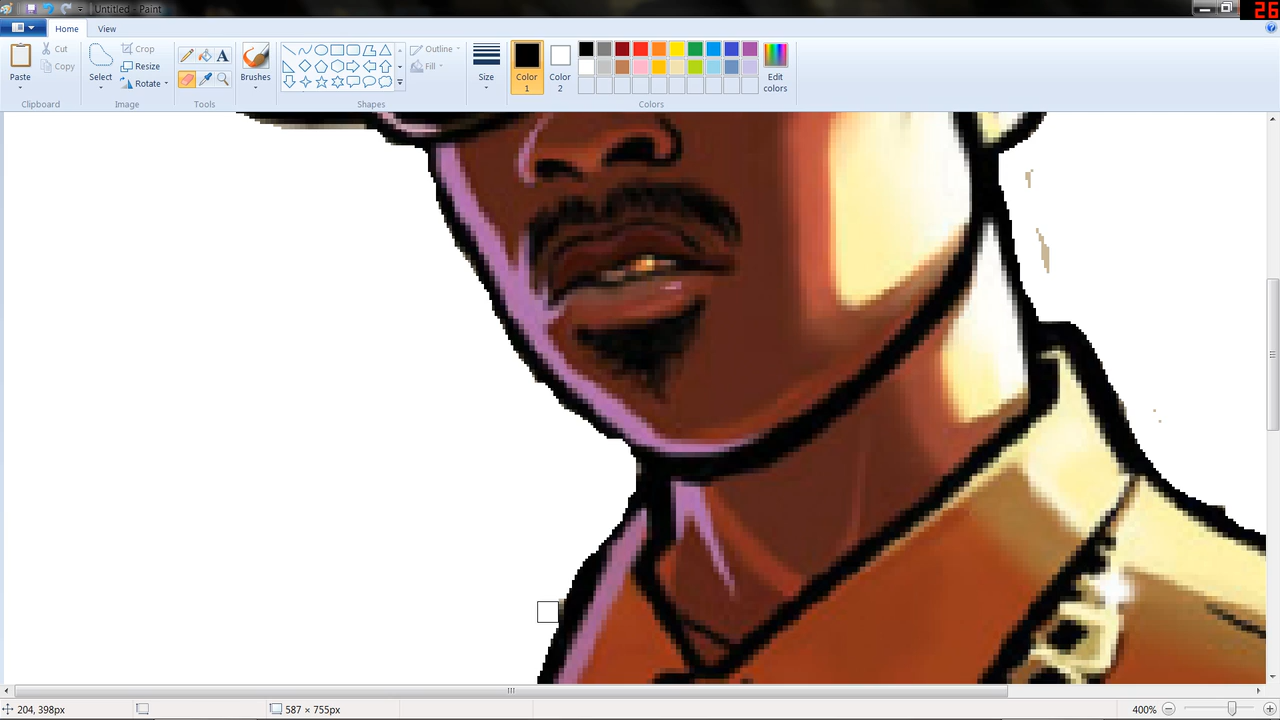 Untitled - Paint
26
Home View
Paste
Cut
Copy
Clipboard
Select
Crop
Resize
Rotate
Image
Tools
Brushes
Outline
Fill
Shapes
Size
Color 1
Color 2
Edit colors
Colors
204, 398px
587 × 755px
400%